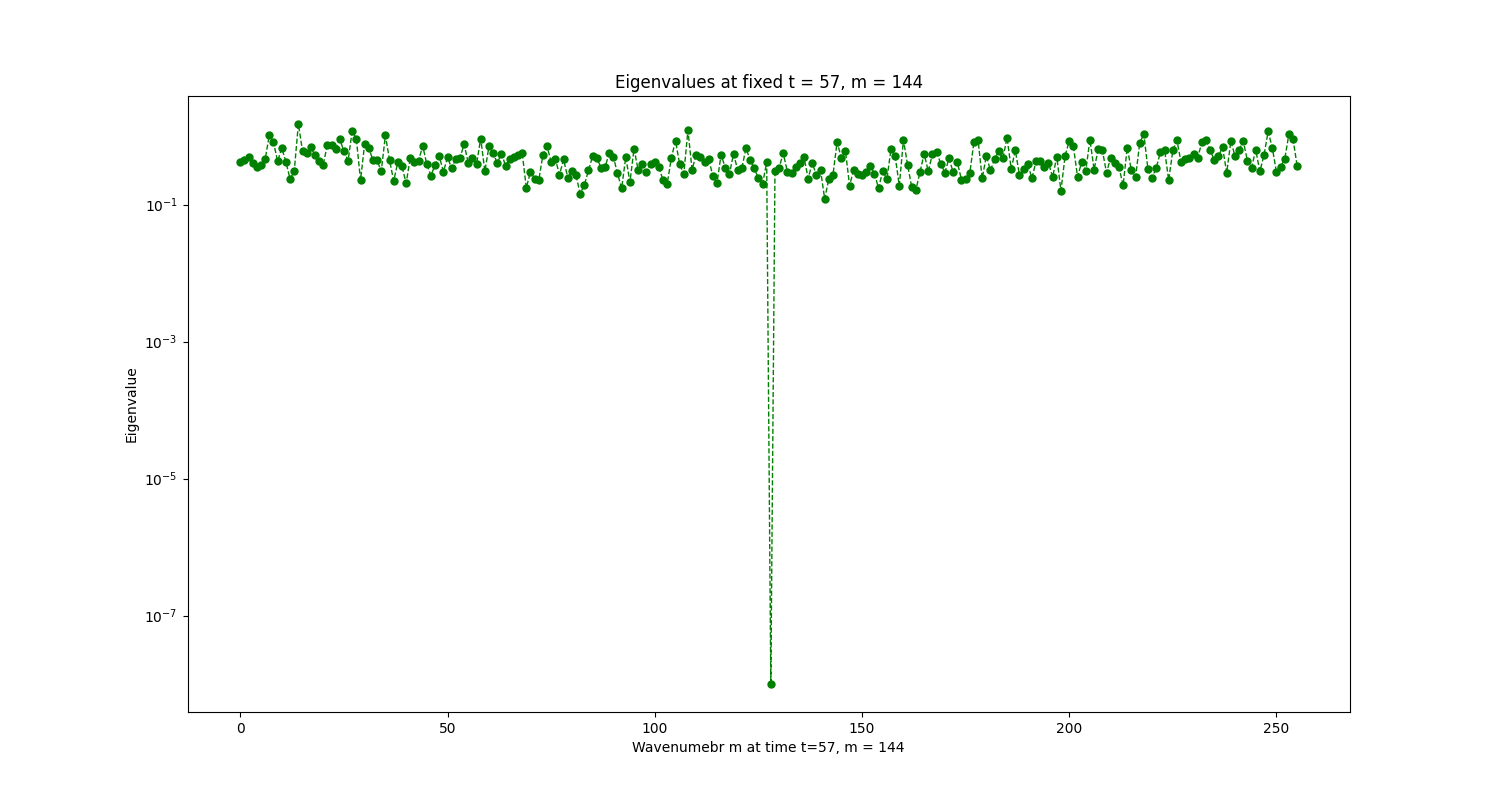 Eigenvalues at fixed t = 57, m = 144
10⁻¹
10⁻³
10⁻⁵
10⁻⁷
Eigenvalue
0 50 100 150 200 250
Wavenumebr m at time t=57, m = 144